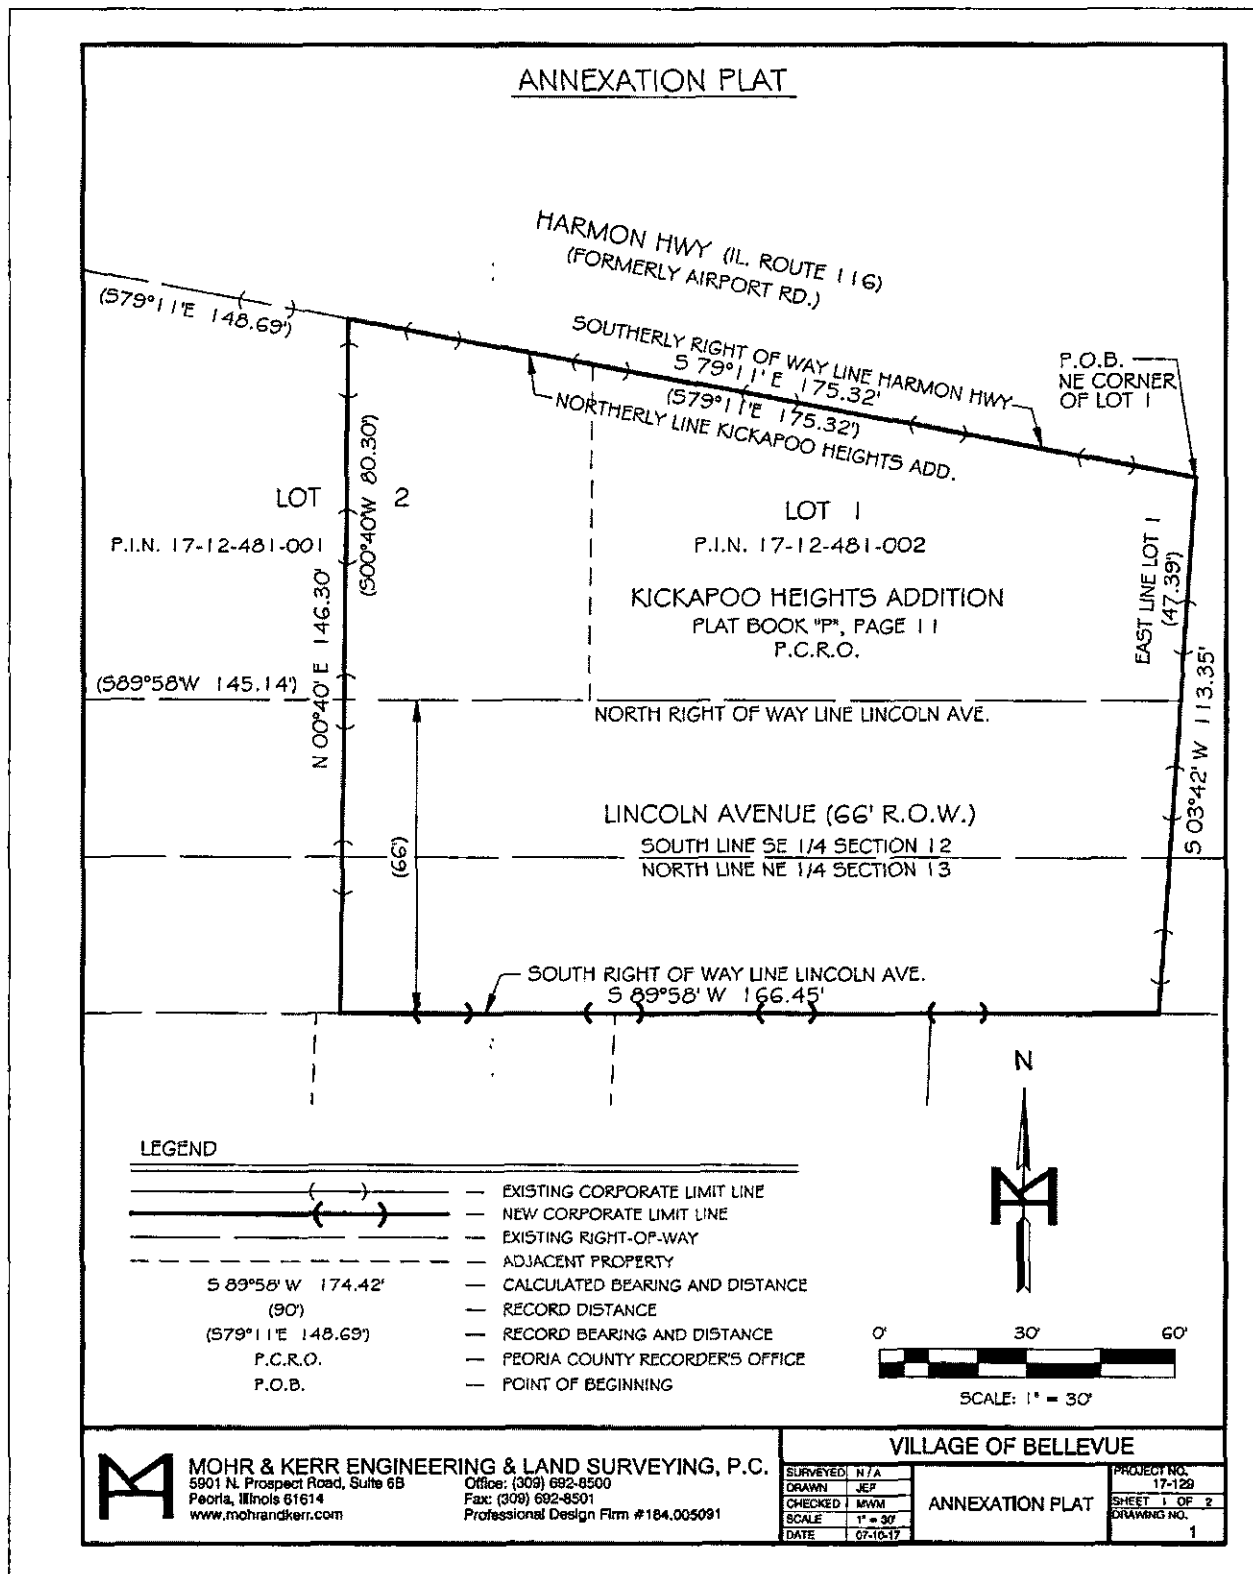 ANNEXATION PLAT
HARMON HWY (IL. ROUTE 116)
(FORMERLY AIRPORT RD.)
(S79°11'E 148.69')
SOUTHERLY RIGHT OF WAY LINE HARMON HWY
S 79°11' E 175.32'
(S79°11'E 175.32')
NORTHERLY LINE KICKAPOO HEIGHTS ADD.
P.O.B.
NE CORNER
OF LOT 1
LOT 2
P.I.N. 17-12-481-001
(S00°40'W 80.30')
N 00°40' E 146.30'
LOT 1
P.I.N. 17-12-481-002
KICKAPOO HEIGHTS ADDITION
PLAT BOOK "P", PAGE 11
P.C.R.O.
EAST LINE LOT 1
(47.39')
S 03°42' W 113.35'
(S89°58'W 145.14')
NORTH RIGHT OF WAY LINE LINCOLN AVE.
LINCOLN AVENUE (66' R.O.W.)
(66')
SOUTH LINE SE 1/4 SECTION 12
NORTH LINE NE 1/4 SECTION 13
SOUTH RIGHT OF WAY LINE LINCOLN AVE.
S 89°58' W 166.45'
N
LEGEND
— EXISTING CORPORATE LIMIT LINE
— NEW CORPORATE LIMIT LINE
— EXISTING RIGHT-OF-WAY
— ADJACENT PROPERTY
S 89°58' W 174.42' — CALCULATED BEARING AND DISTANCE
(90') — RECORD DISTANCE
(S79°11'E 148.69') — RECORD BEARING AND DISTANCE
P.C.R.O. — PEORIA COUNTY RECORDER'S OFFICE
P.O.B. — POINT OF BEGINNING
0' 30' 60'
SCALE: 1" = 30'
MOHR & KERR ENGINEERING & LAND SURVEYING, P.C.
5901 N. Prospect Road, Suite 6B Office: (309) 692-8500
Peoria, Illinois 61614 Fax: (309) 692-8501
www.mohrandkerr.com Professional Design Firm #184.005091
VILLAGE OF BELLEVUE
SURVEYED N/A
DRAWN JEF
CHECKED MWM
SCALE 1" = 30'
DATE 07-10-17
ANNEXATION PLAT
PROJECT NO.
17-129
SHEET 1 OF 2
DRAWING NO.
1